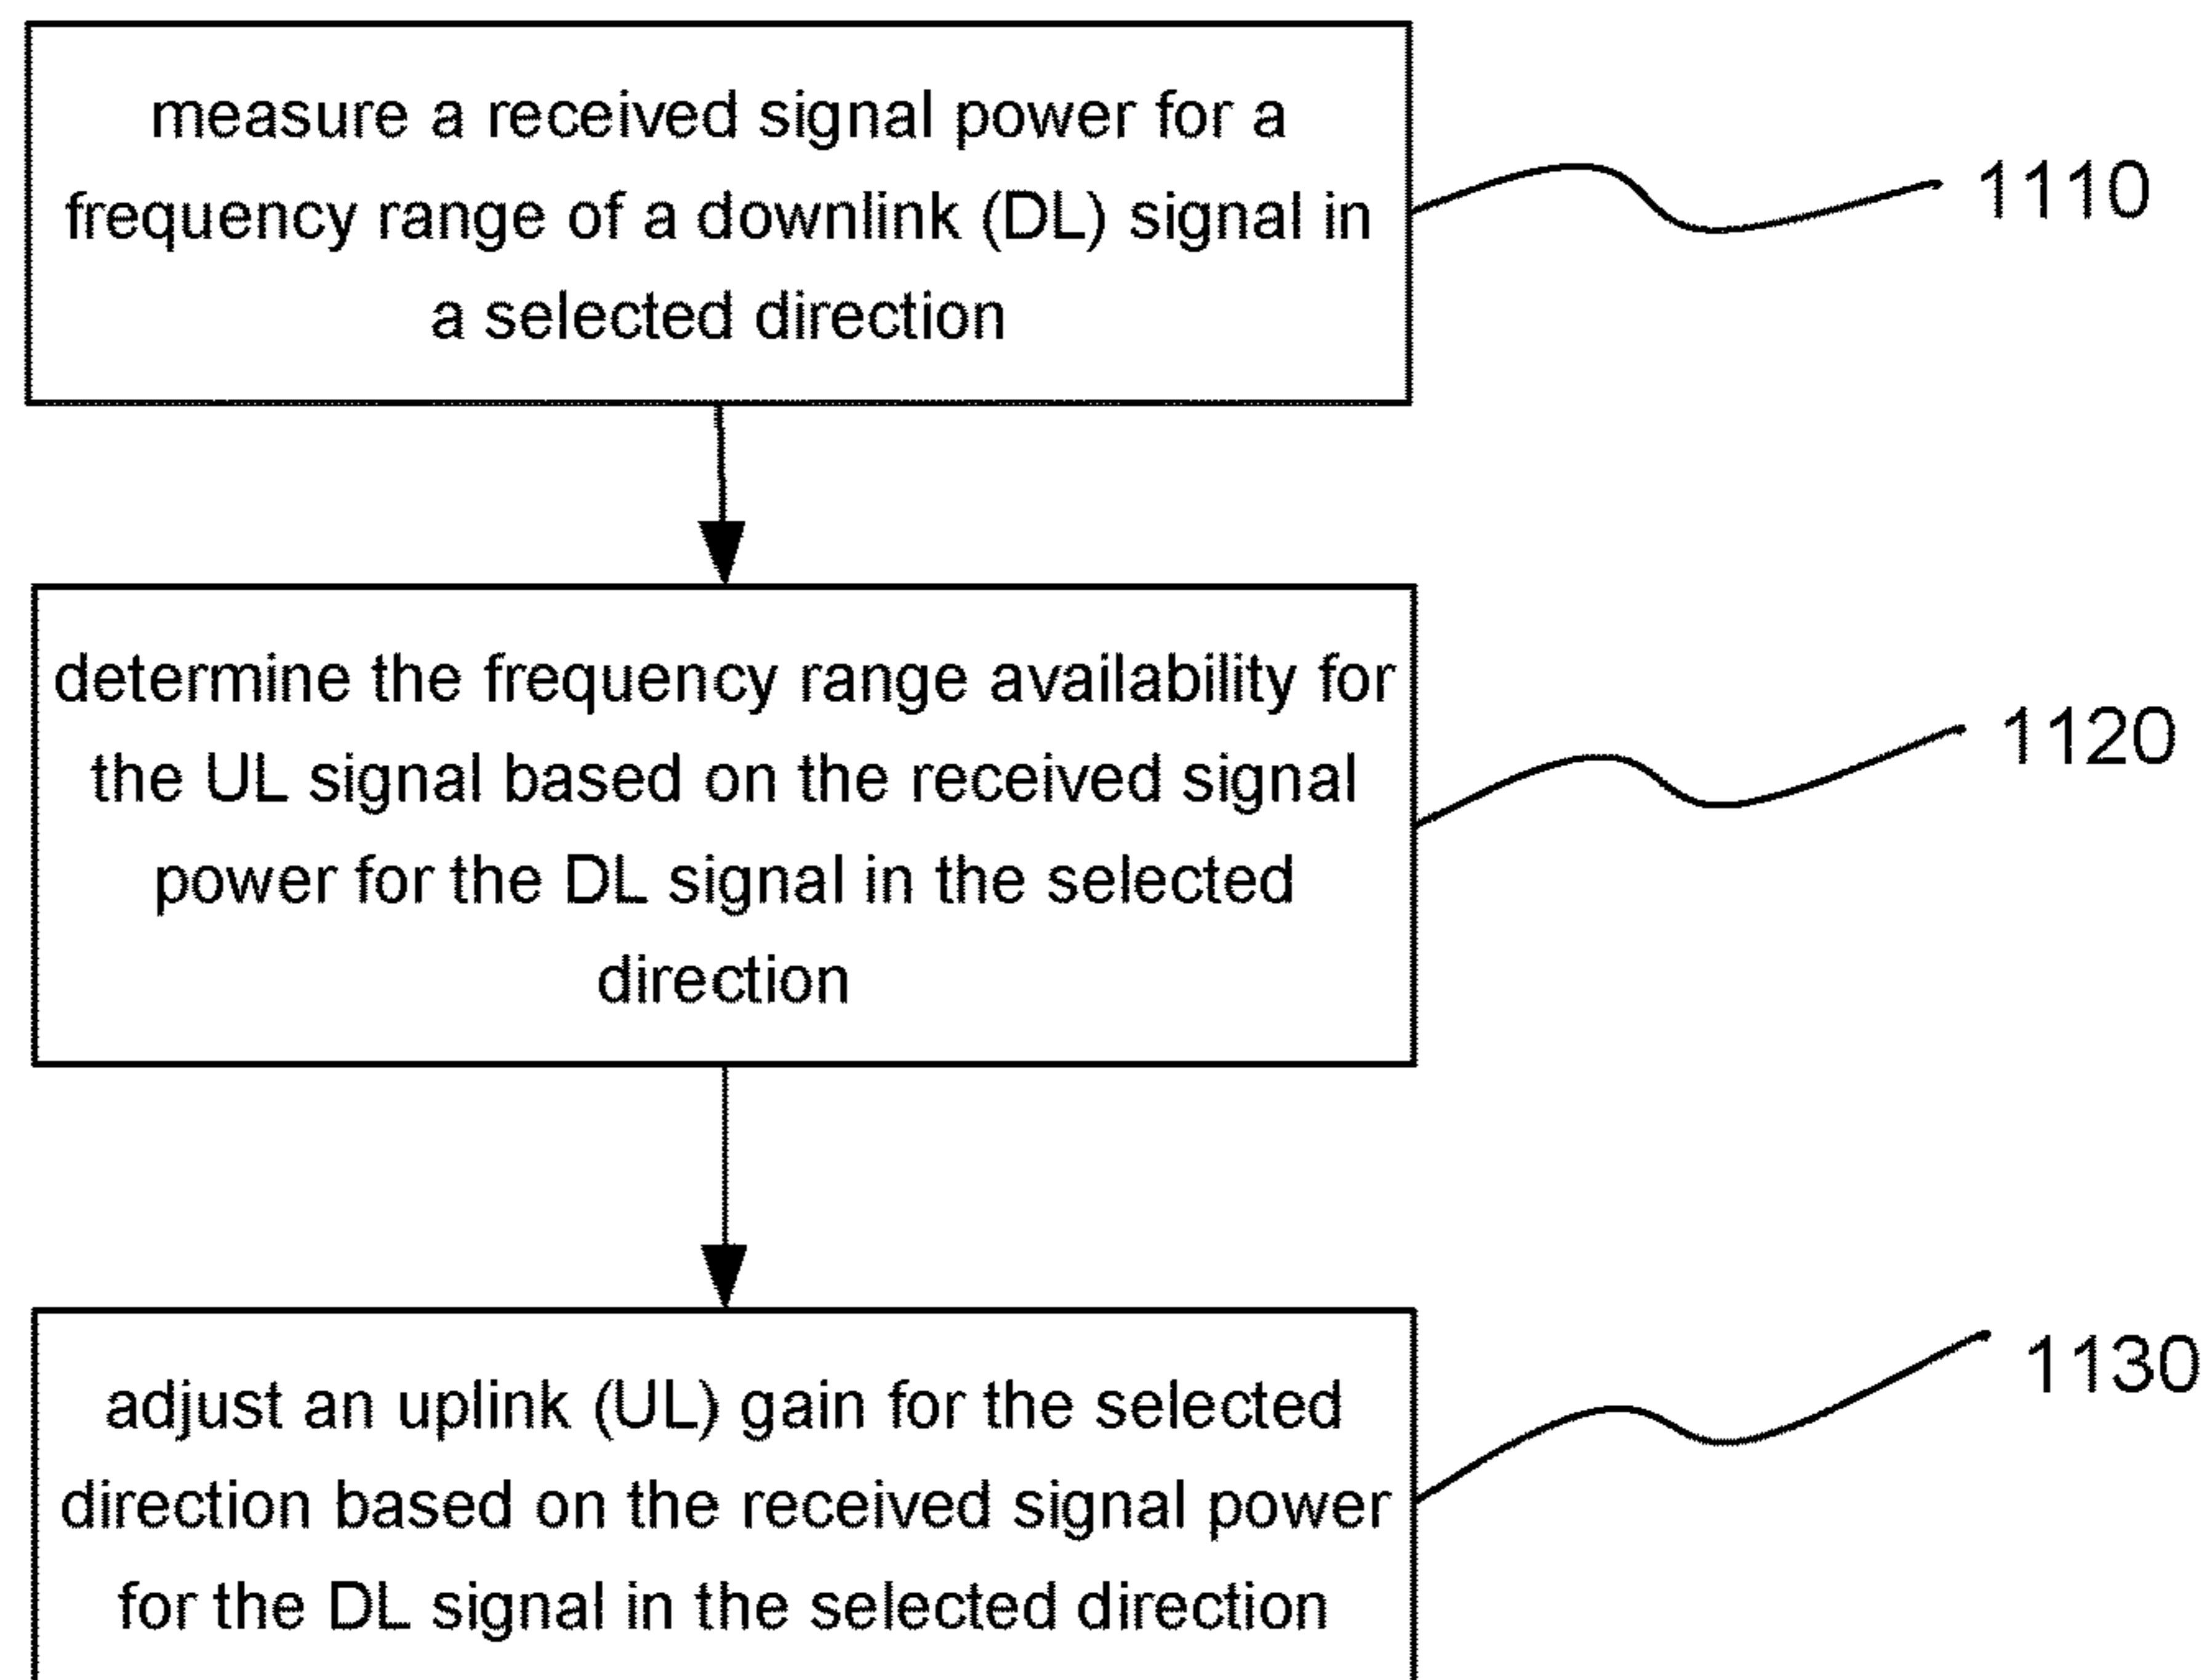 measure a received signal power for a
frequency range of a downlink (DL) signal in
a selected direction
1110
determine the frequency range availability for
the UL signal based on the received signal
power for the DL signal in the selected
direction
1120
adjust an uplink (UL) gain for the selected
direction based on the received signal power
for the DL signal in the selected direction
1130